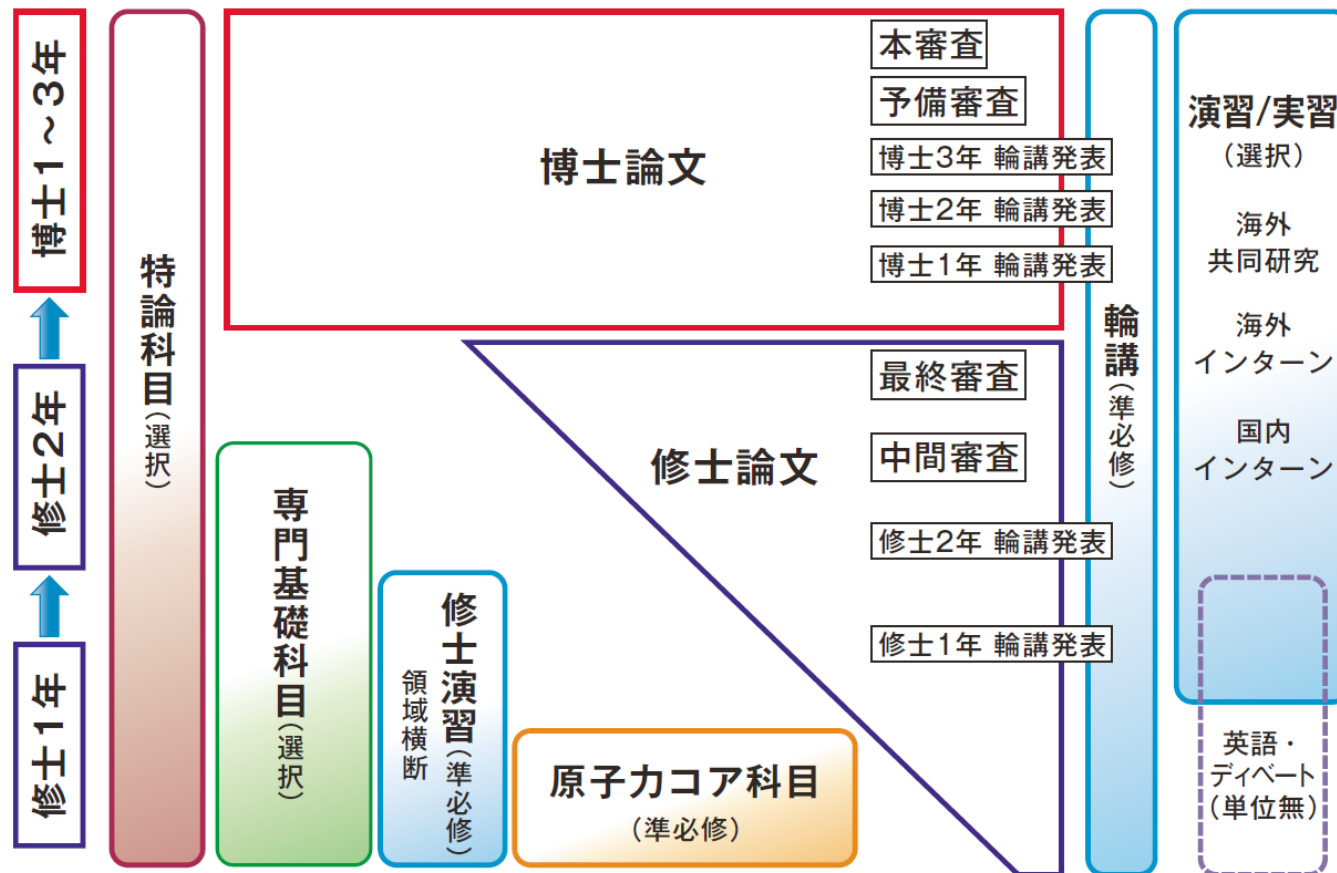 博士1～3年
修士2年
修士1年
特論科目（選択）
専門基礎科目（選択）
修士演習（準必修）
領域横断
原子力コア科目
（準必修）
博士論文
本審査
予備審査
博士3年 輪講発表
博士2年 輪講発表
博士1年 輪講発表
修士論文
最終審査
中間審査
修士2年 輪講発表
修士1年 輪講発表
輪講（準必修）
演習/実習
（選択）
海外
共同研究
海外
インターン
国内
インターン
英語・
ディベート
（単位無）